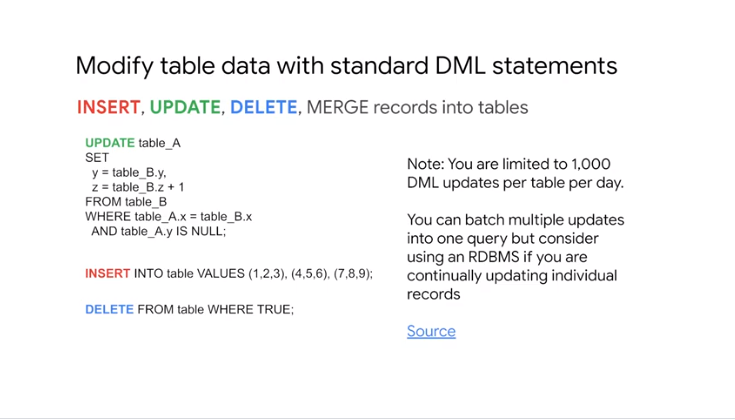 Modify table data with standard DML statements
INSERT, UPDATE, DELETE, MERGE records into tables
UPDATE table_A
SET
y = table_B.y,
z = table_B.z + 1
FROM table_B
WHERE table_A.x = table_B.x
AND table_A.y IS NULL;
INSERT INTO table VALUES (1,2,3), (4,5,6), (7,8,9);
DELETE FROM table WHERE TRUE;
Note: You are limited to 1,000
DML updates per table per day.
You can batch multiple updates
into one query but consider
using an RDBMS if you are
continually updating individual
records
Source